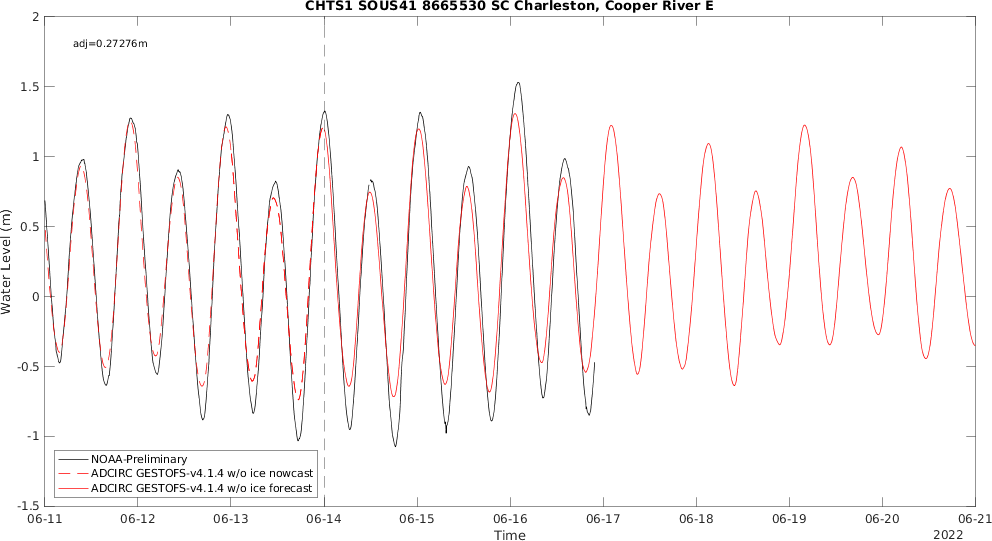 CHTS1 SOUS41 8665530 SC Charleston, Cooper River E
adj=0.27276m
2
1.5
1
0.5
0
-0.5
-1
-1.5
Water Level (m)
NOAA-Preliminary
ADCIRC GESTOFS-v4.1.4 w/o ice nowcast
ADCIRC GESTOFS-v4.1.4 w/o ice forecast
06-11 06-12 06-13 06-14 06-15 06-16 06-17 06-18 06-19 06-20 06-21
Time
2022